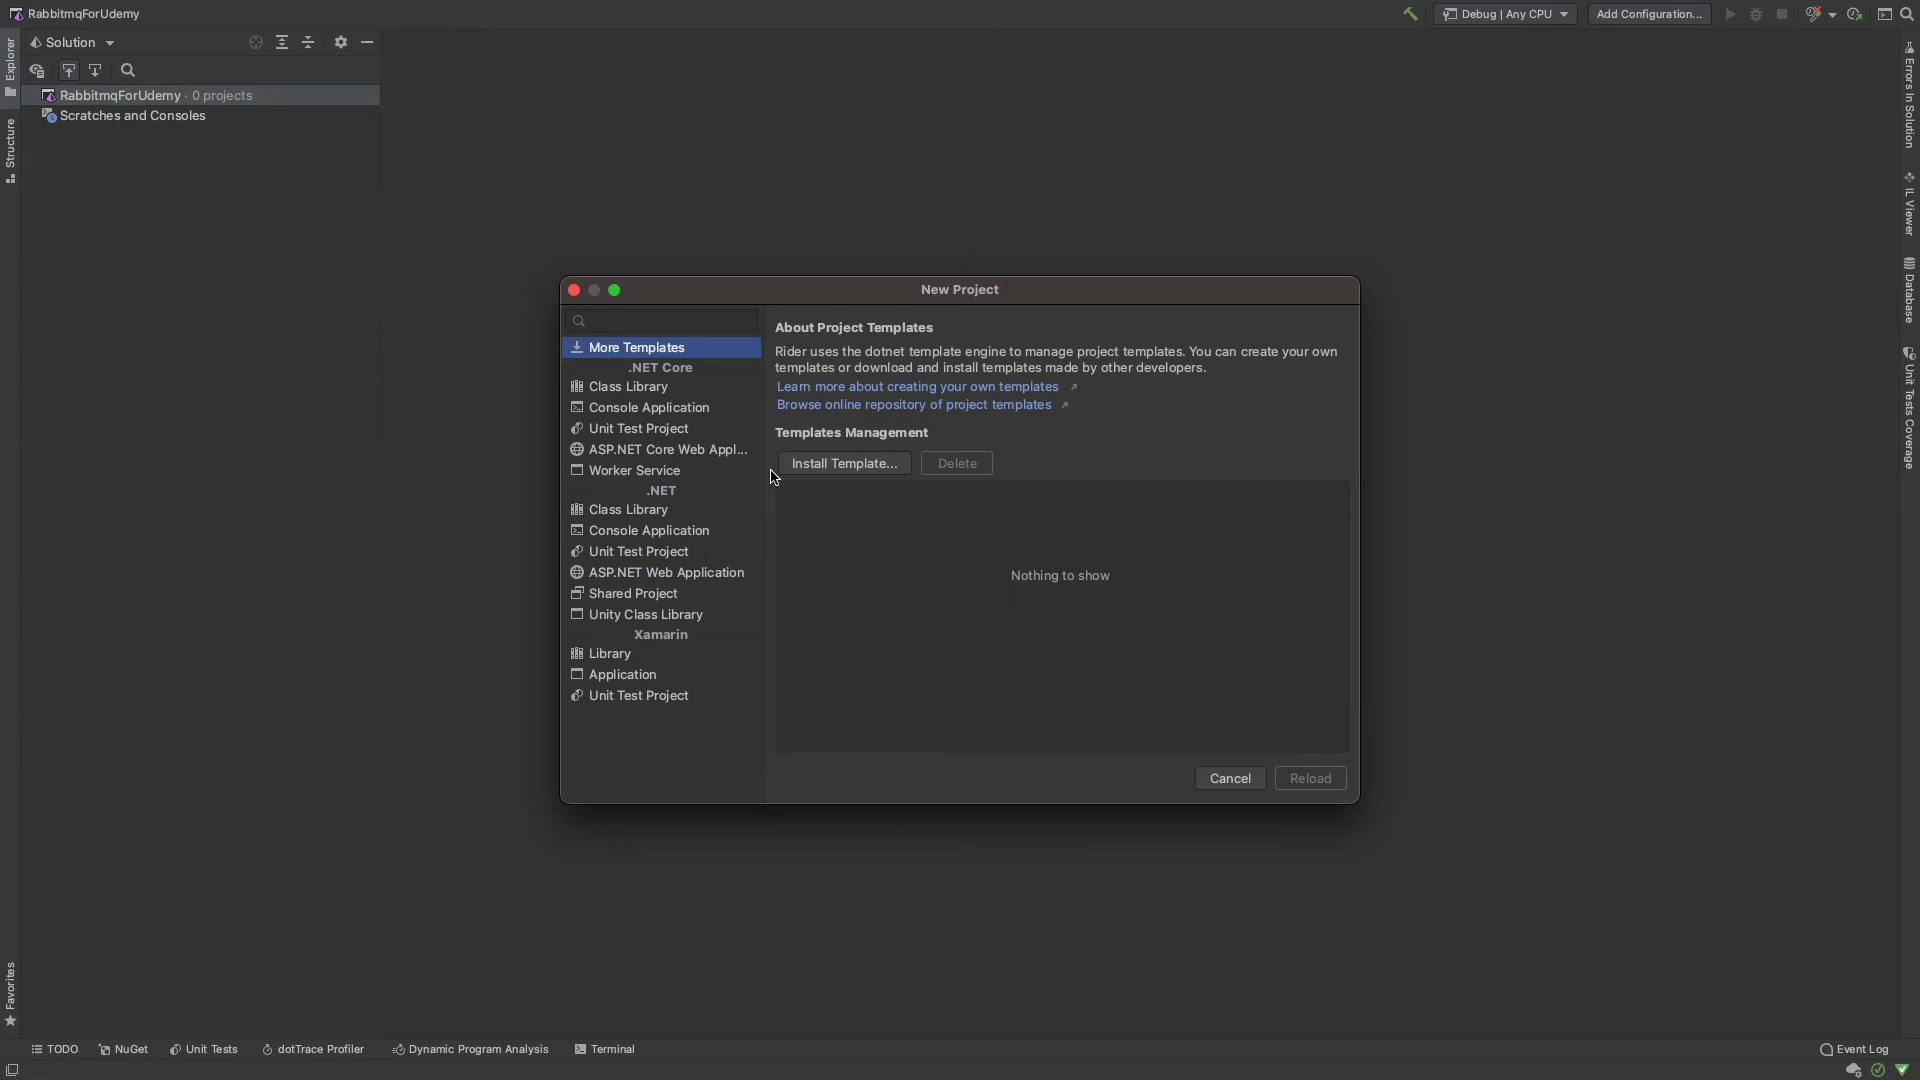 RabbitmqForUdemy
Debug | Any CPU
Add Configuration...
Solution
Explorer
RabbitmqForUdemy · 0 projects
Scratches and Consoles
Structure
Favorites
New Project
More Templates
.NET Core
Class Library
Console Application
Unit Test Project
ASP.NET Core Web Appl...
Worker Service
.NET
Class Library
Console Application
Unit Test Project
ASP.NET Web Application
Shared Project
Unity Class Library
Xamarin
Library
Application
Unit Test Project
About Project Templates
Rider uses the dotnet template engine to manage project templates. You can create your own
templates or download and install templates made by other developers.
Learn more about creating your own templates
Browse online repository of project templates
Templates Management
Install Template...
Delete
Nothing to show
Cancel
Reload
Errors In Solution
IL Viewer
Database
Unit Tests Coverage
TODO
NuGet
Unit Tests
dotTrace Profiler
Dynamic Program Analysis
Terminal
Event Log